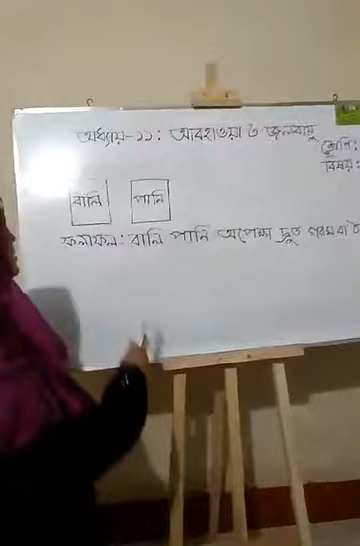 অধ্যায়-১১: আবহাওয়া ও জলবায়ু
শ্রেণি:
বিষয়:
বালি পানি
ফলাফল: বালি পানি অপেক্ষা দ্রুত গরম বা ঠ